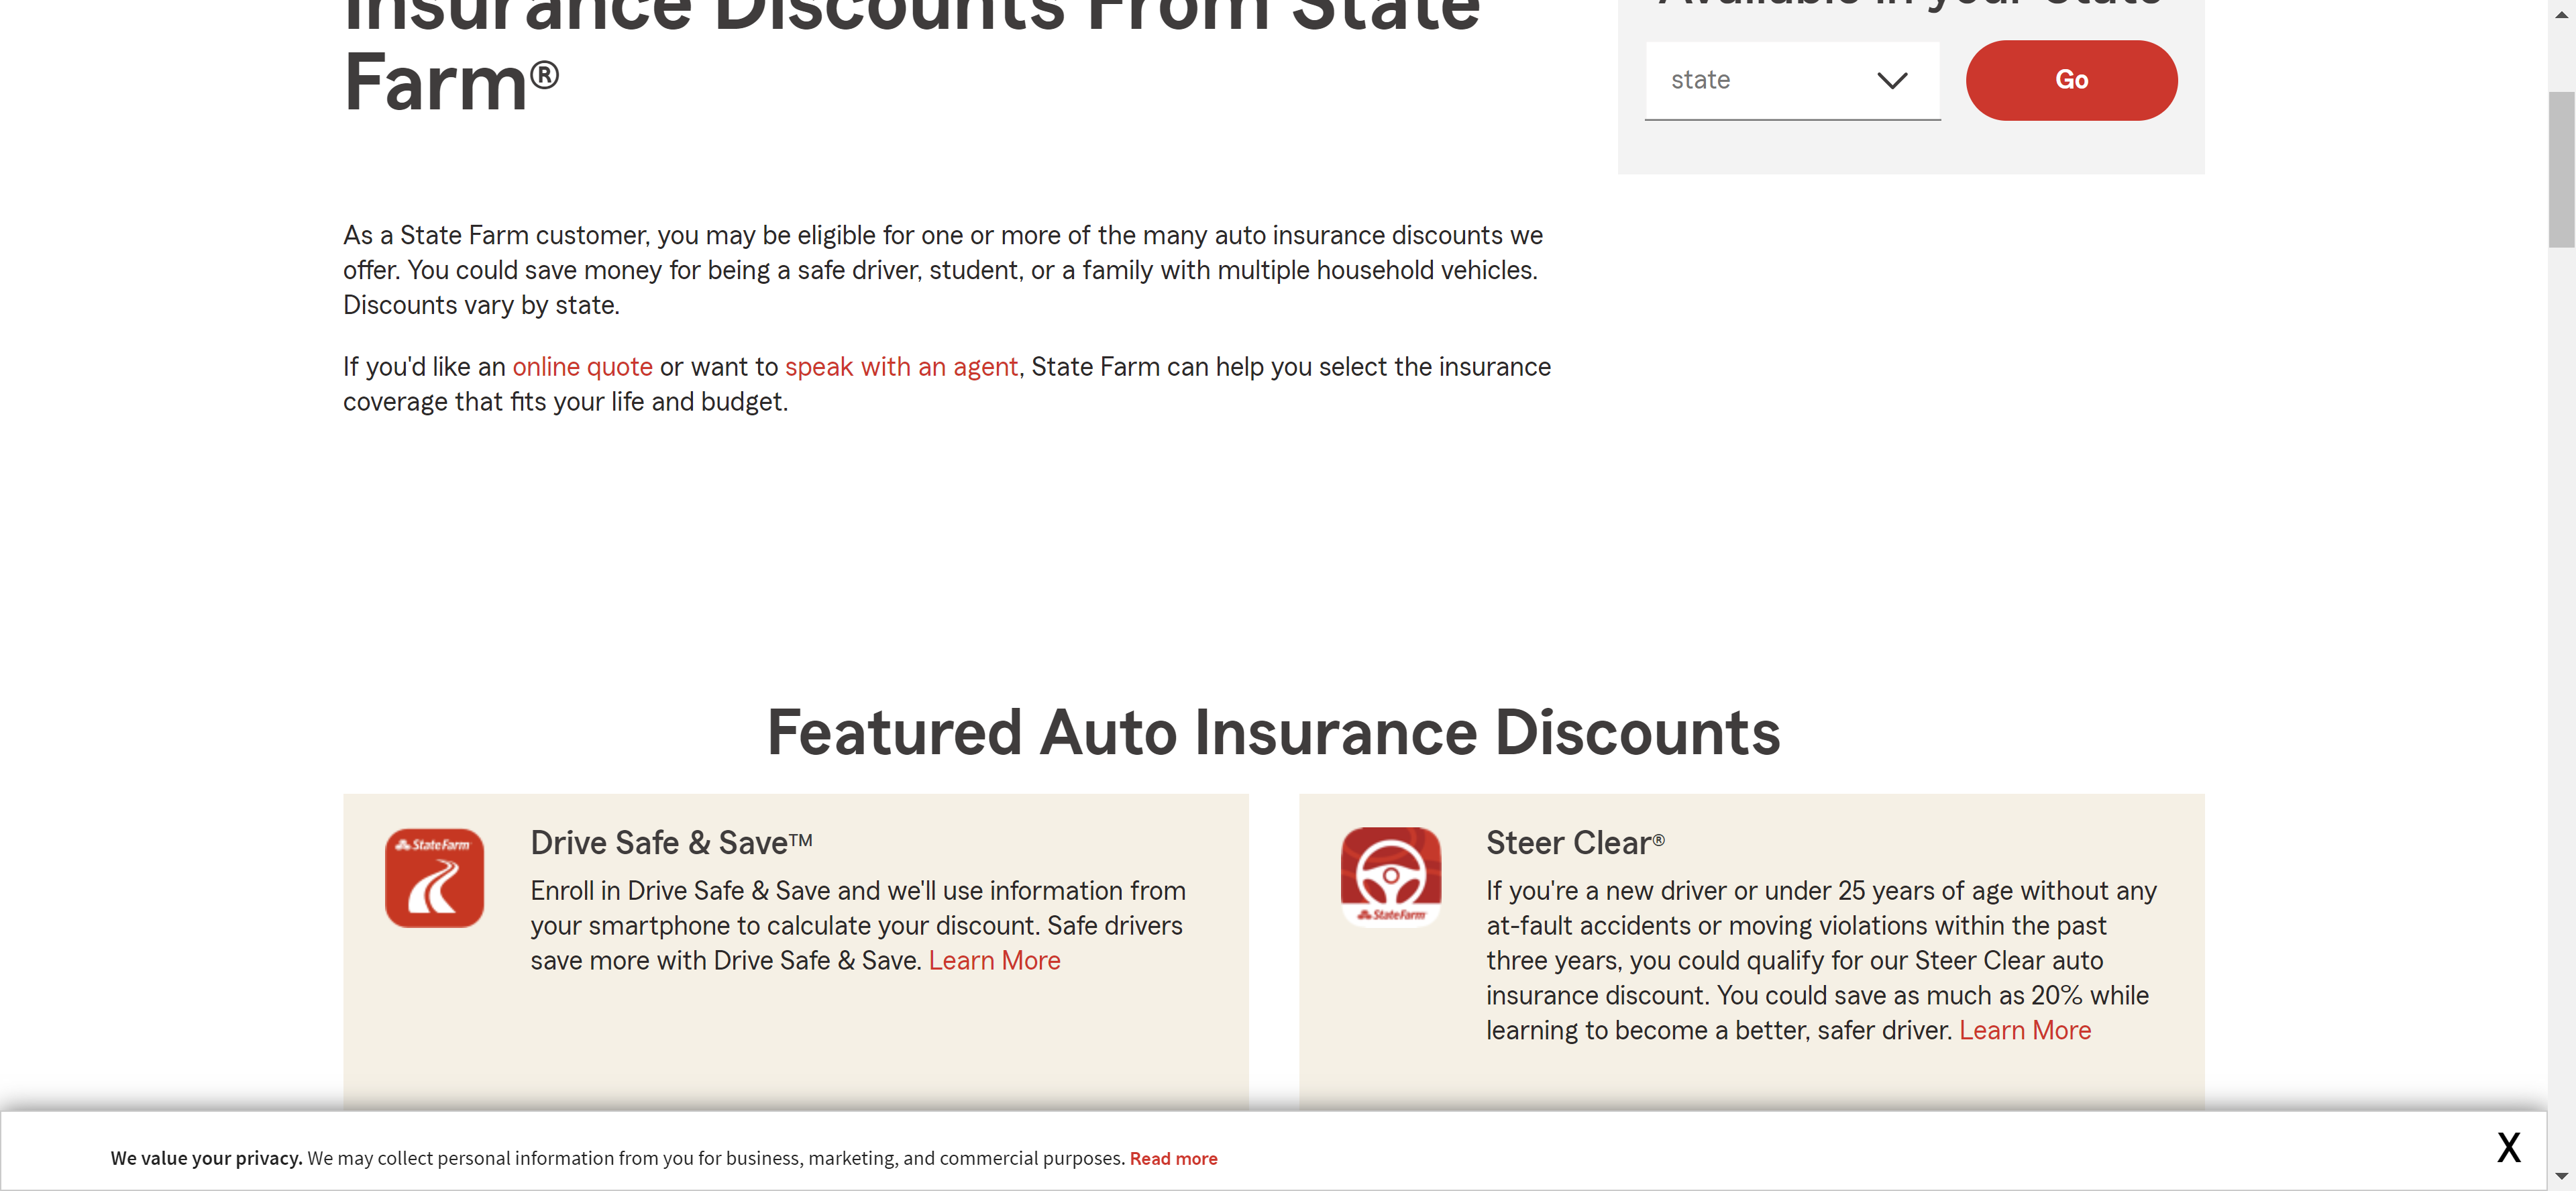 Insurance Discounts From State
Farm®
Available in your State
state
Go
As a State Farm customer, you may be eligible for one or more of the many auto insurance discounts we
offer. You could save money for being a safe driver, student, or a family with multiple household vehicles.
Discounts vary by state.
If you'd like an online quote or want to speak with an agent, State Farm can help you select the insurance
coverage that fits your life and budget.
Featured Auto Insurance Discounts
StateFarm
Drive Safe & Save™
Enroll in Drive Safe & Save and we'll use information from
your smartphone to calculate your discount. Safe drivers
save more with Drive Safe & Save. Learn More
StateFarm
Steer Clear®
If you're a new driver or under 25 years of age without any
at-fault accidents or moving violations within the past
three years, you could qualify for our Steer Clear auto
insurance discount. You could save as much as 20% while
learning to become a better, safer driver. Learn More
We value your privacy. We may collect personal information from you for business, marketing, and commercial purposes. Read more
X